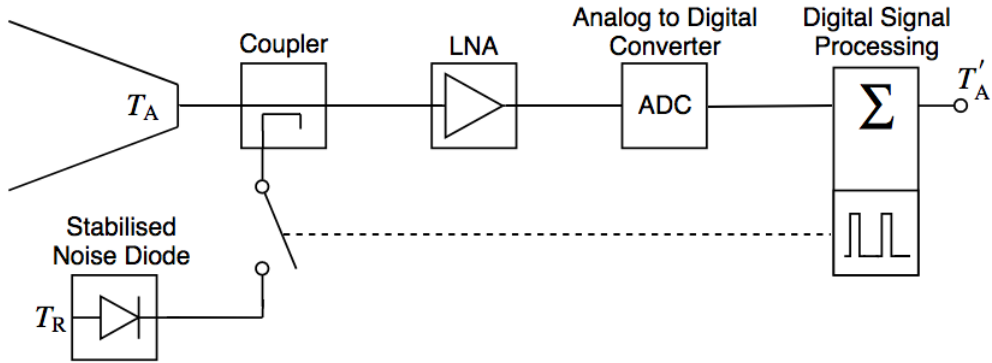 Coupler
LNA
Analog to Digital
Converter
Digital Signal
Processing
T_A
ADC
Σ
T'_A
Stabilised
Noise Diode
T_R